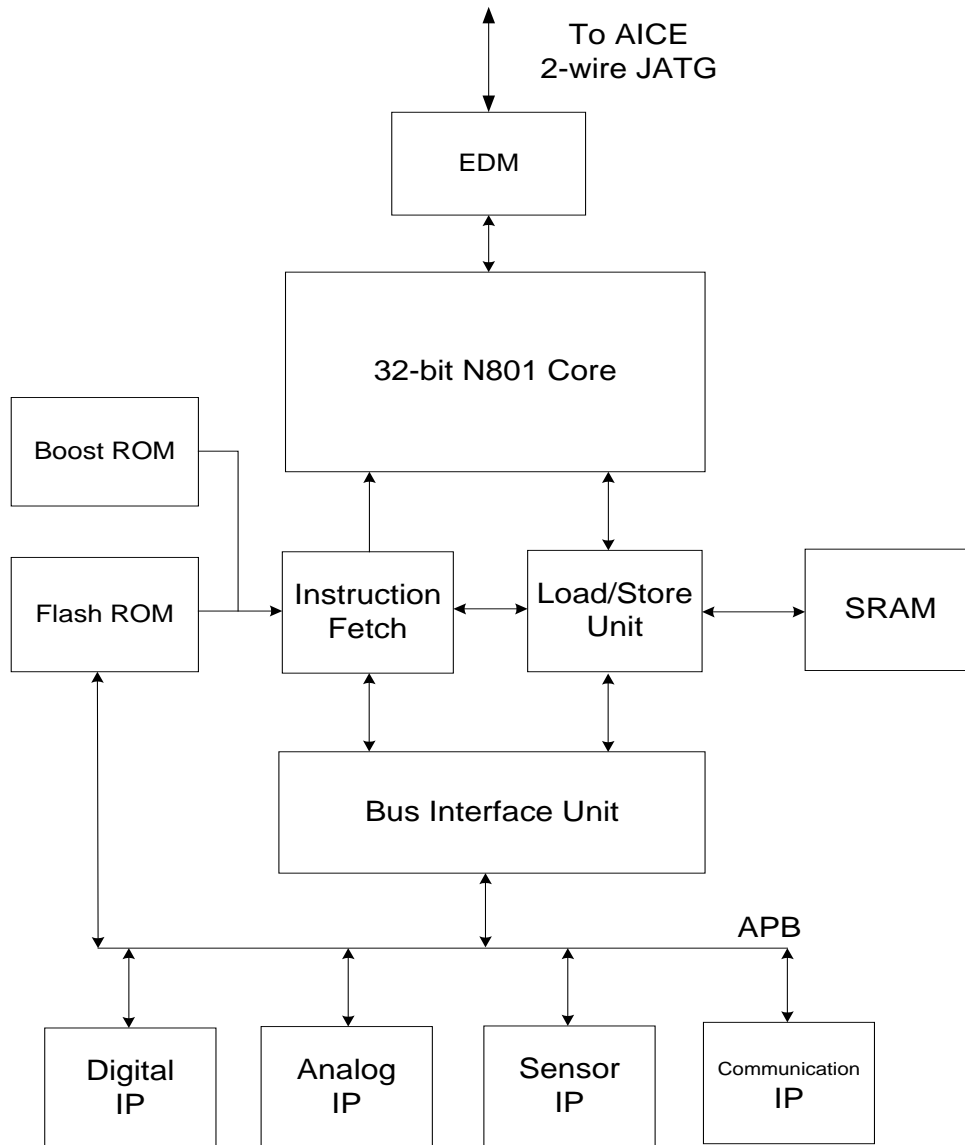 To AICE
2-wire JATG
EDM
32-bit N801 Core
Boost ROM
Flash ROM
Instruction
Fetch
Load/Store
Unit
SRAM
Bus Interface Unit
APB
Digital
IP
Analog
IP
Sensor
IP
Communication
IP